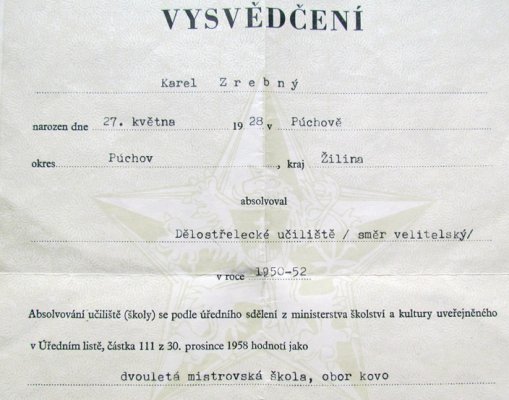 VYSVĚDČENÍ
Karel Zrebný
narozen dne 27. května 1928 v Púchově
okres Púchov, kraj Žilina
absolvoval
Dělostřelecké učiliště / směr velitelský/
v roce 1950-52
Absolvování učiliště (školy) se podle úředního sdělení z ministerstva školství a kultury uveřejněného
v Úředním listě, částka 111 z 30. prosince 1958 hodnotí jako
dvouletá mistrovská škola, obor kovo